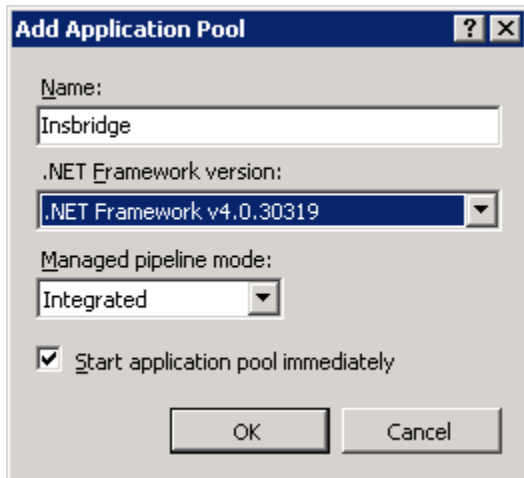 Add Application Pool
Name:
Insbridge
.NET Framework version:
.NET Framework v4.0.30319
Managed pipeline mode:
Integrated
Start application pool immediately
OK Cancel